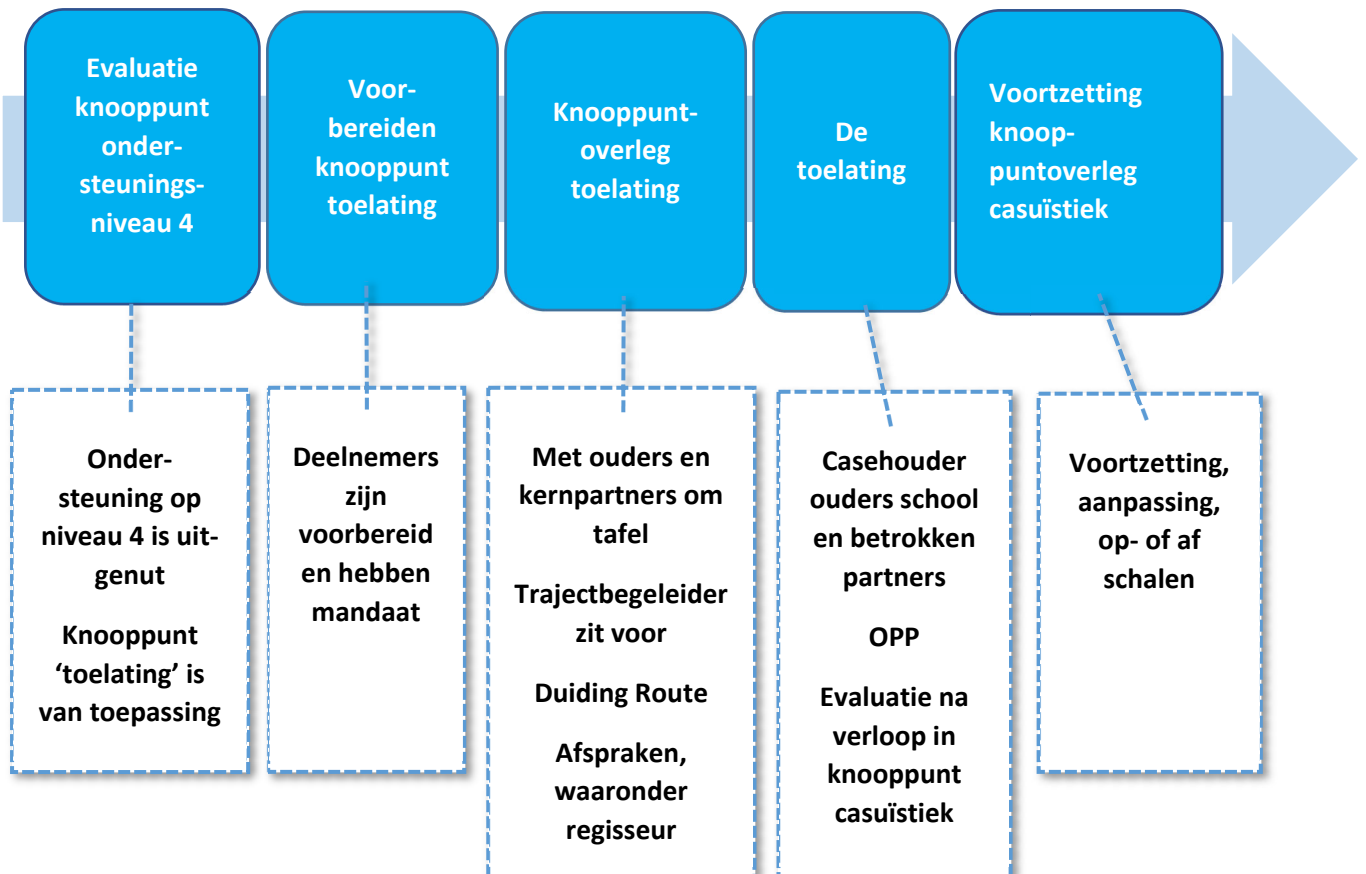 Evaluatie
knooppunt
onder-
steunings-
niveau 4
Voor-
bereiden
knooppunt
toelating
Knooppunt-
overleg
toelating
De
toelating
Voortzetting
knoop-
puntoverleg
casuïstiek
Onder-
steuning op
niveau 4 is uit-
genut
Knooppunt
‘toelating’ is
van toepassing
Deelnemers
zijn
voorbereid
en hebben
mandaat
Met ouders en
kernpartners om
tafel
Trajectbegeleider
zit voor
Duiding Route
Afspraken,
waaronder
regisseur
Casehouder
ouders school
en betrokken
partners
OPP
Evaluatie na
verloop in
knooppunt
casuïstiek
Voortzetting,
aanpassing,
op- of af
schalen